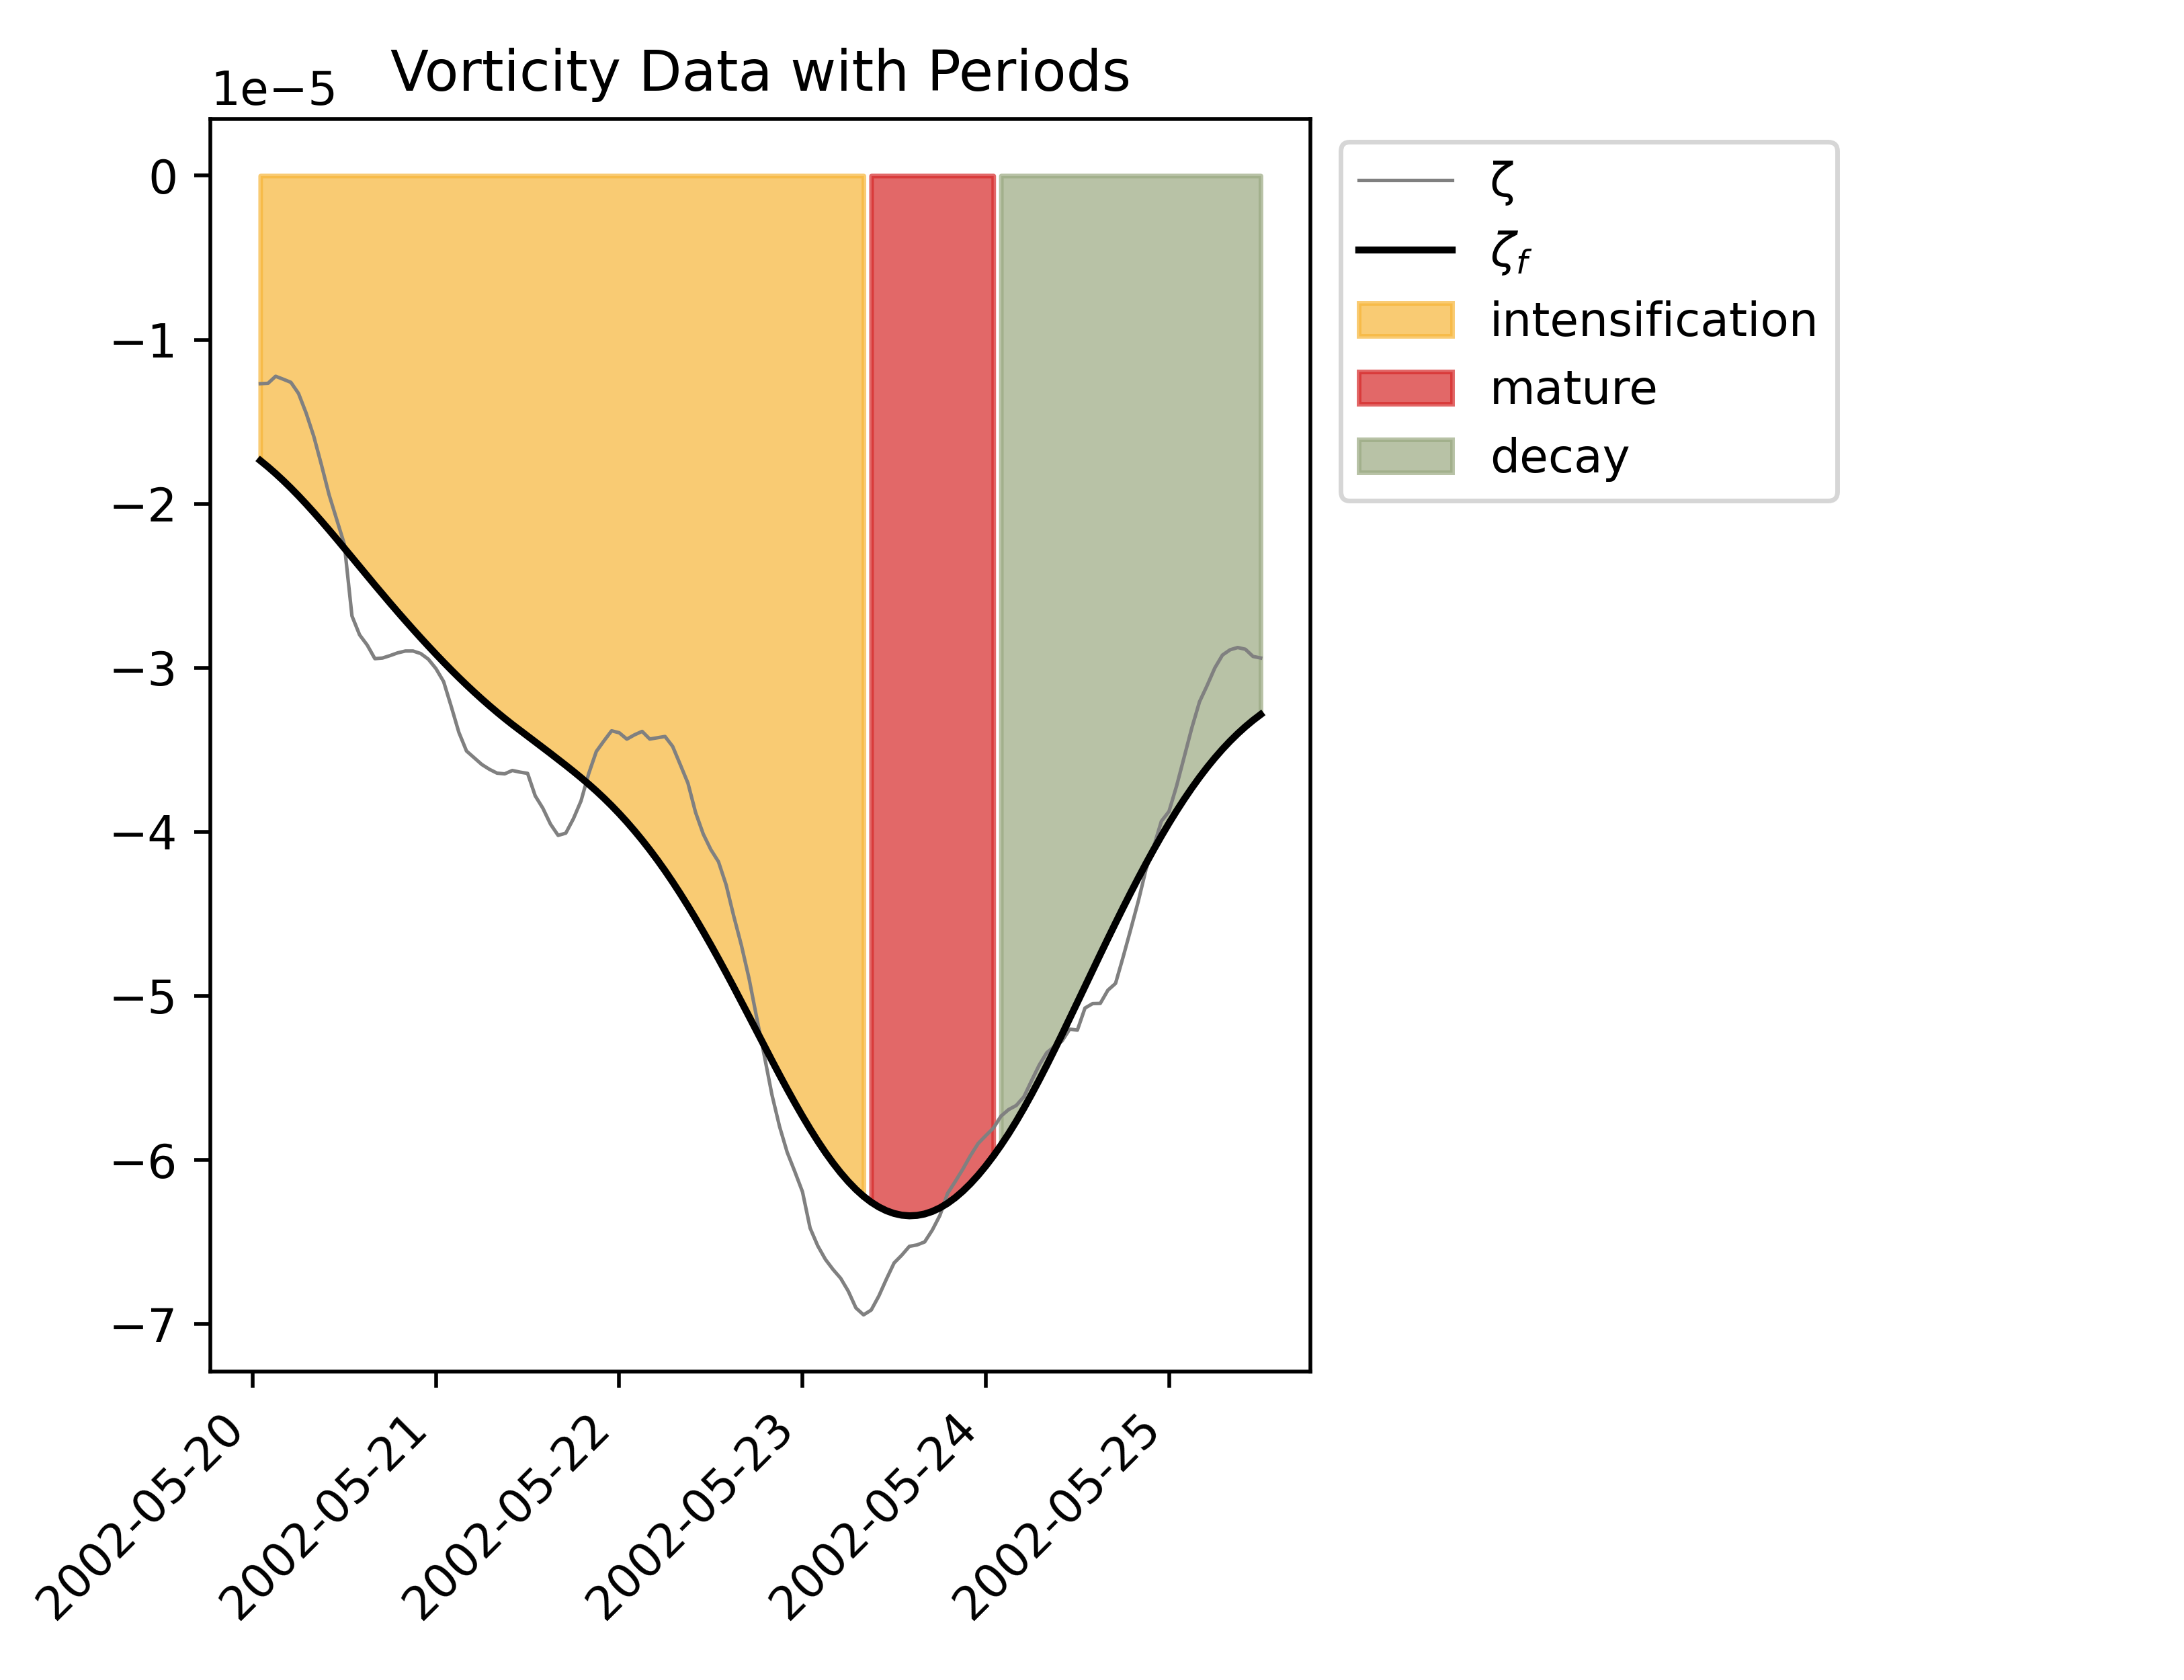 Vorticity Data with Periods
1e−5
0
−1
−2
−3
−4
−5
−6
−7
2002-05-20
2002-05-21
2002-05-22
2002-05-23
2002-05-24
2002-05-25
ζ
ζf
intensification
mature
decay